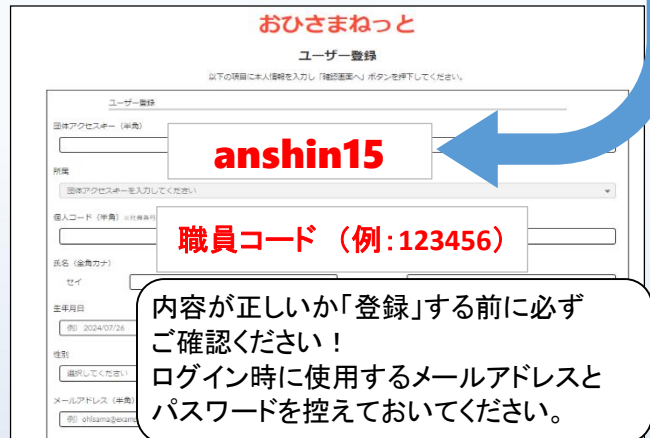 おひさまねっと
ユーザー登録
以下の項目に本人情報を入力し「確認画面へ」ボタンを押下してください。
ユーザー登録
団体アクセスキー（半角）
anshin15
所属
団体アクセスキーを入力してください
個人コード（半角）※社員番号
職員コード （例：123456）
氏名（全角カナ）
セイ
生年月日
例）2024/07/26
性別
選択してください
メールアドレス（半角）
例）ohisama@examp
内容が正しいか「登録」する前に必ず
ご確認ください！
ログイン時に使用するメールアドレスと
パスワードを控えておいてください。